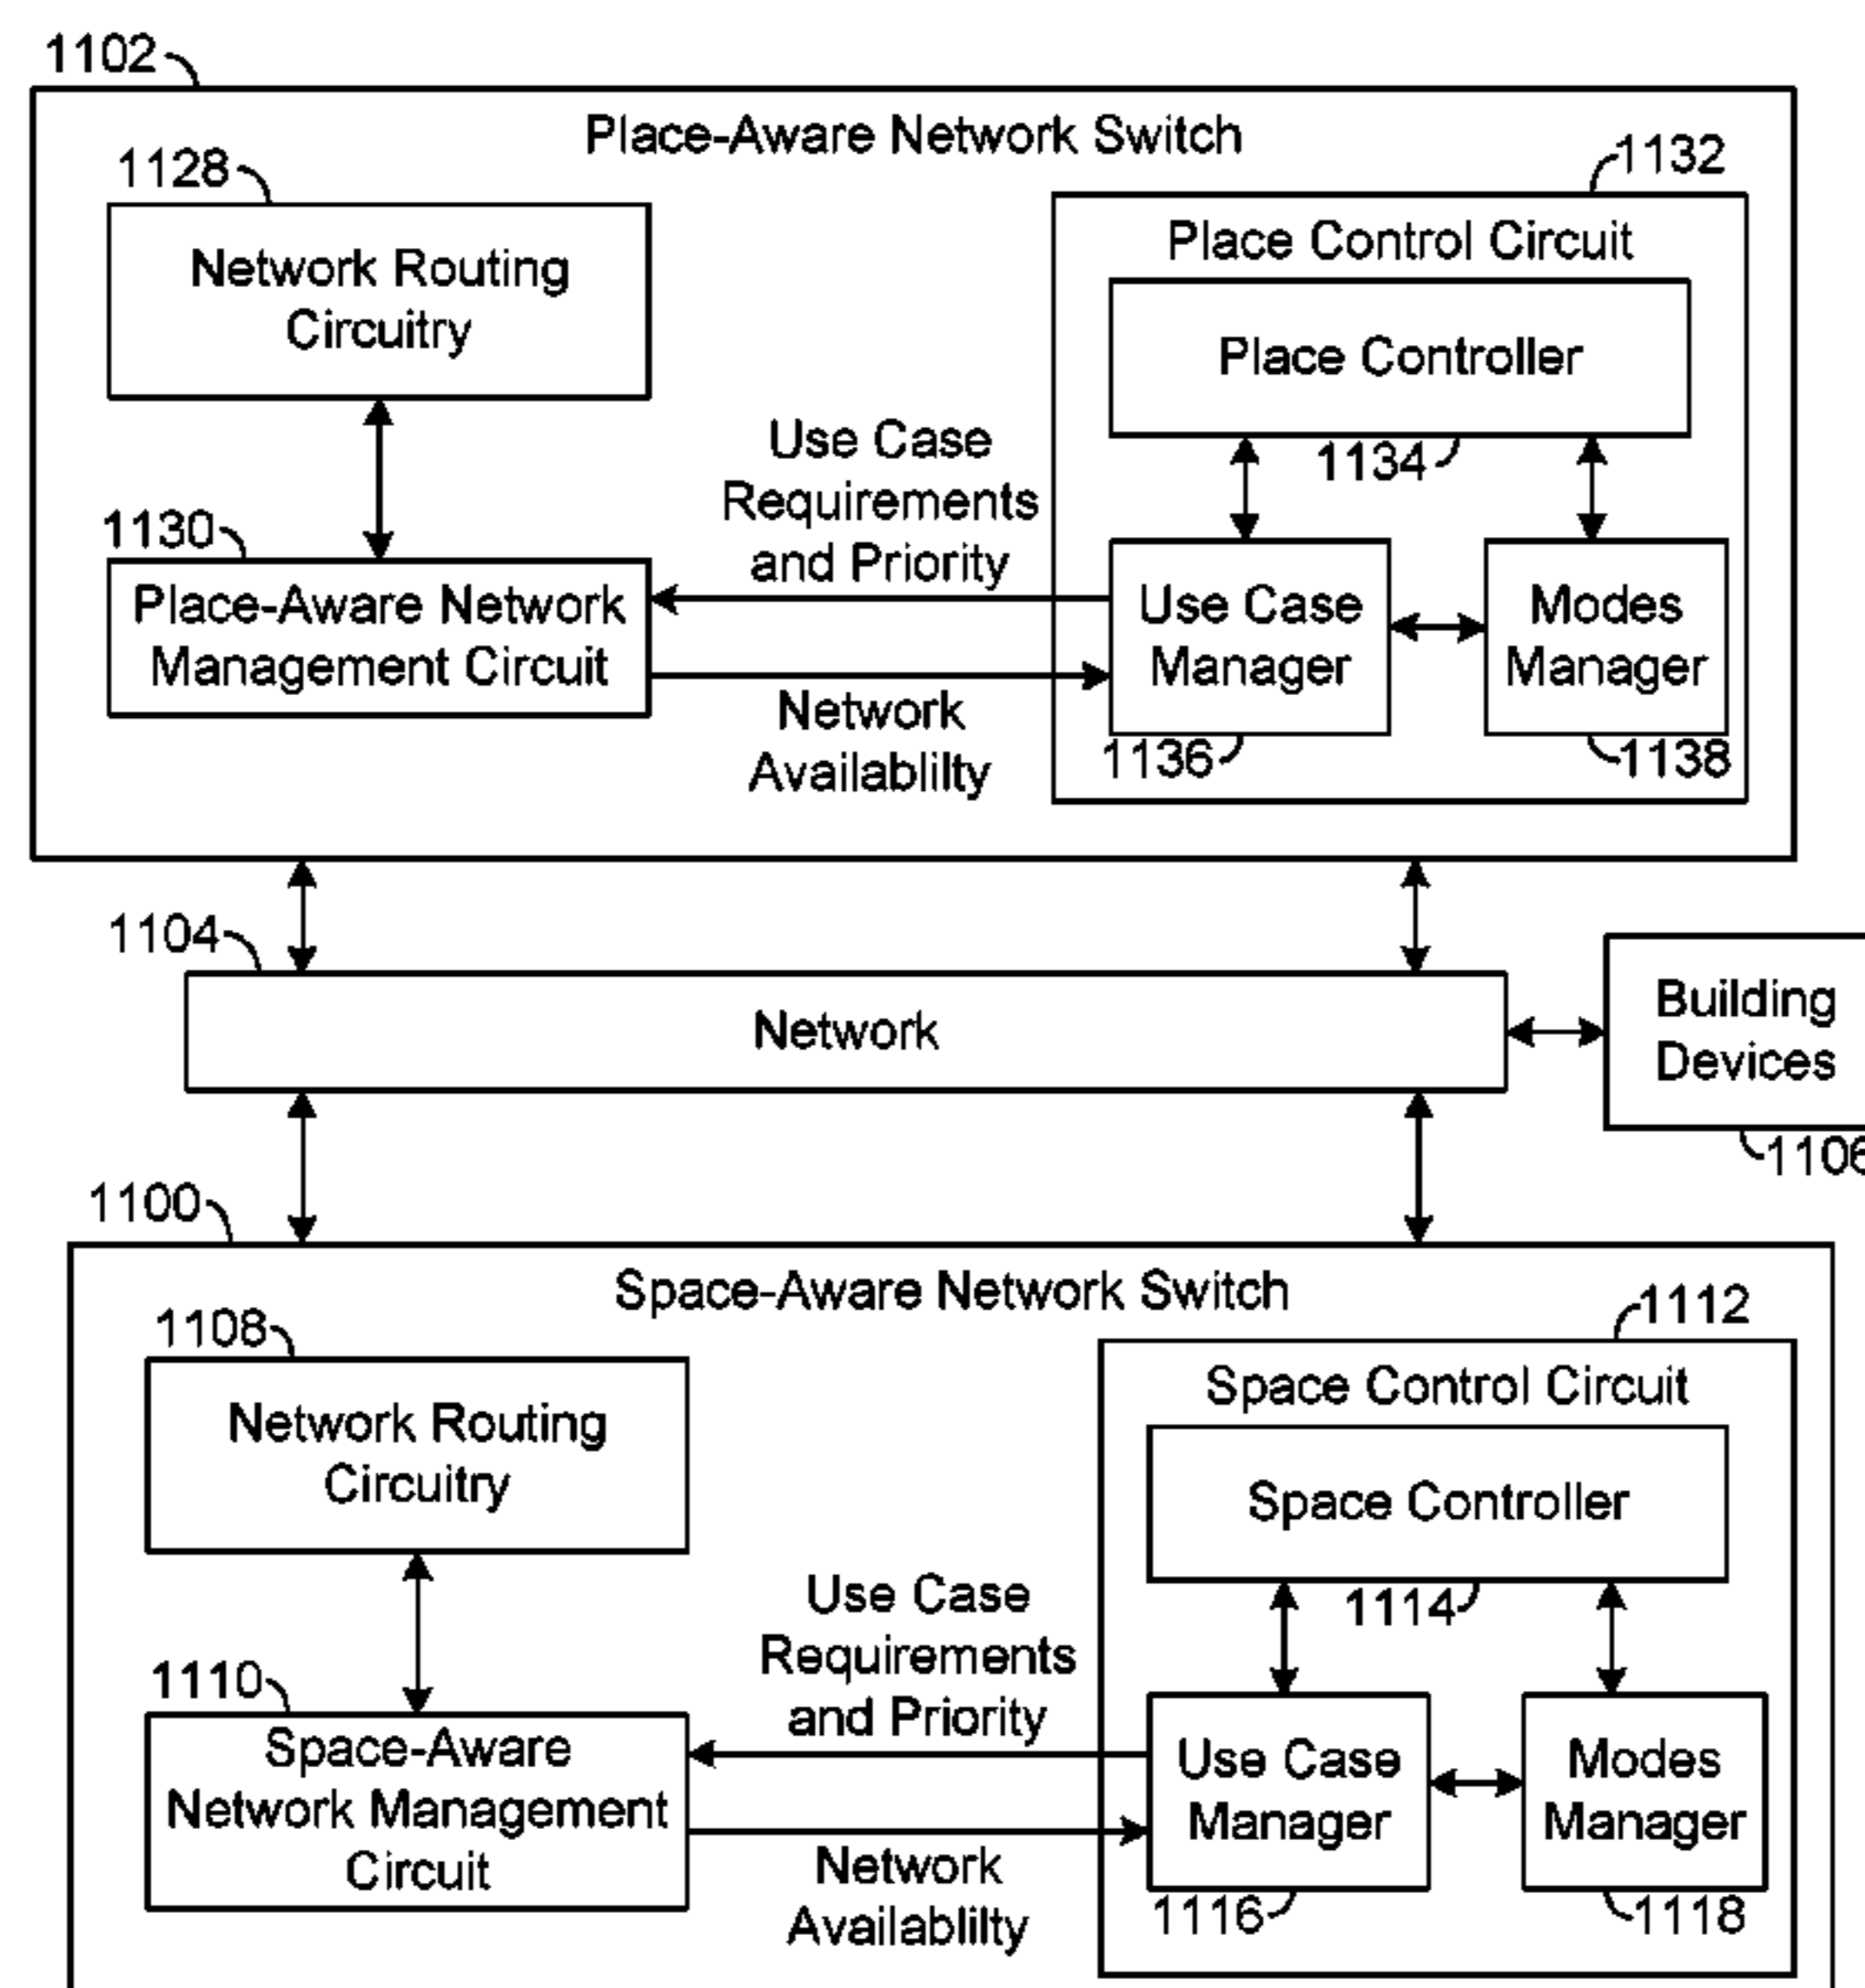 1102
Place-Aware Network Switch
1128
1132
Network Routing
Circuitry
Place Control Circuit
Place Controller
1134
Use Case
Requirements
and Priority
1130
Place-Aware Network
Management Circuit
Use Case
Manager
Modes
Manager
Network
Availablilty
1136
1138
1104
Network
Building
Devices
1106
1100
Space-Aware Network Switch
1108
1112
Network Routing
Circuitry
Space Control Circuit
Space Controller
1114
Use Case
Requirements
and Priority
1110
Space-Aware
Network Management
Circuit
Use Case
Manager
Modes
Manager
Network
Availablilty
1116
1118